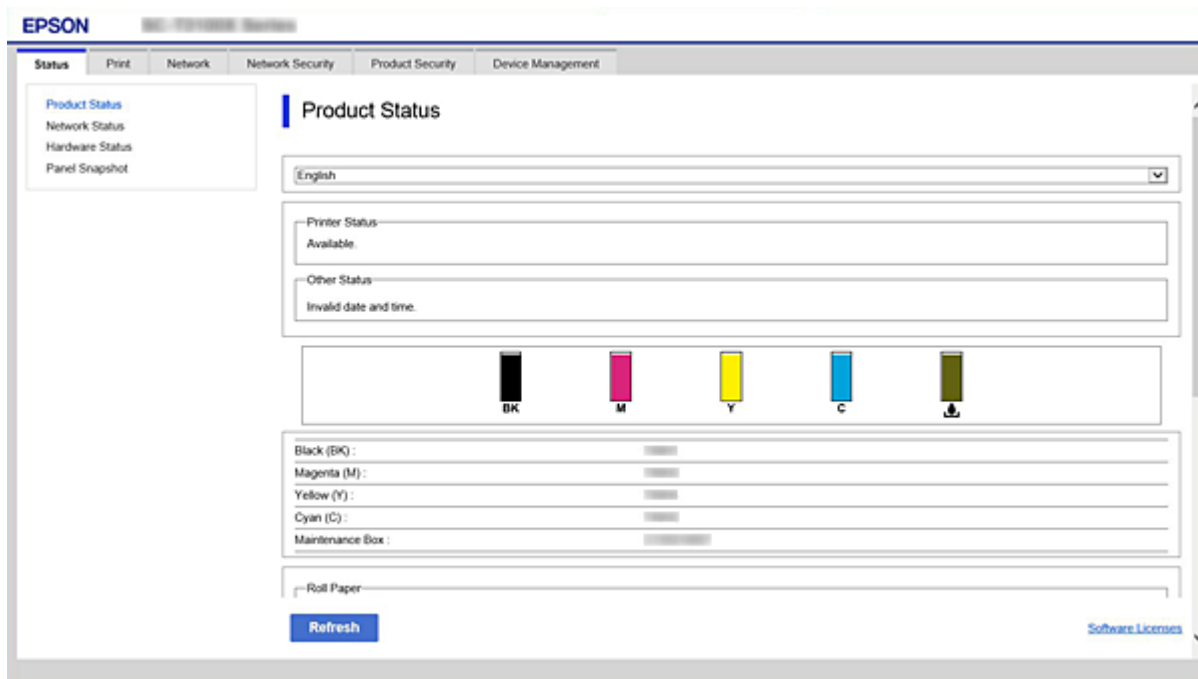 EPSON
Status Print Network Network Security Product Security Device Management
Product Status
Network Status
Hardware Status
Panel Snapshot
Product Status
English
Printer Status
Available.
Other Status
Invalid date and time.
BK M Y C
Black (BK) :
Magenta (M) :
Yellow (Y) :
Cyan (C) :
Maintenance Box :
Roll Paper
Refresh
Software Licenses